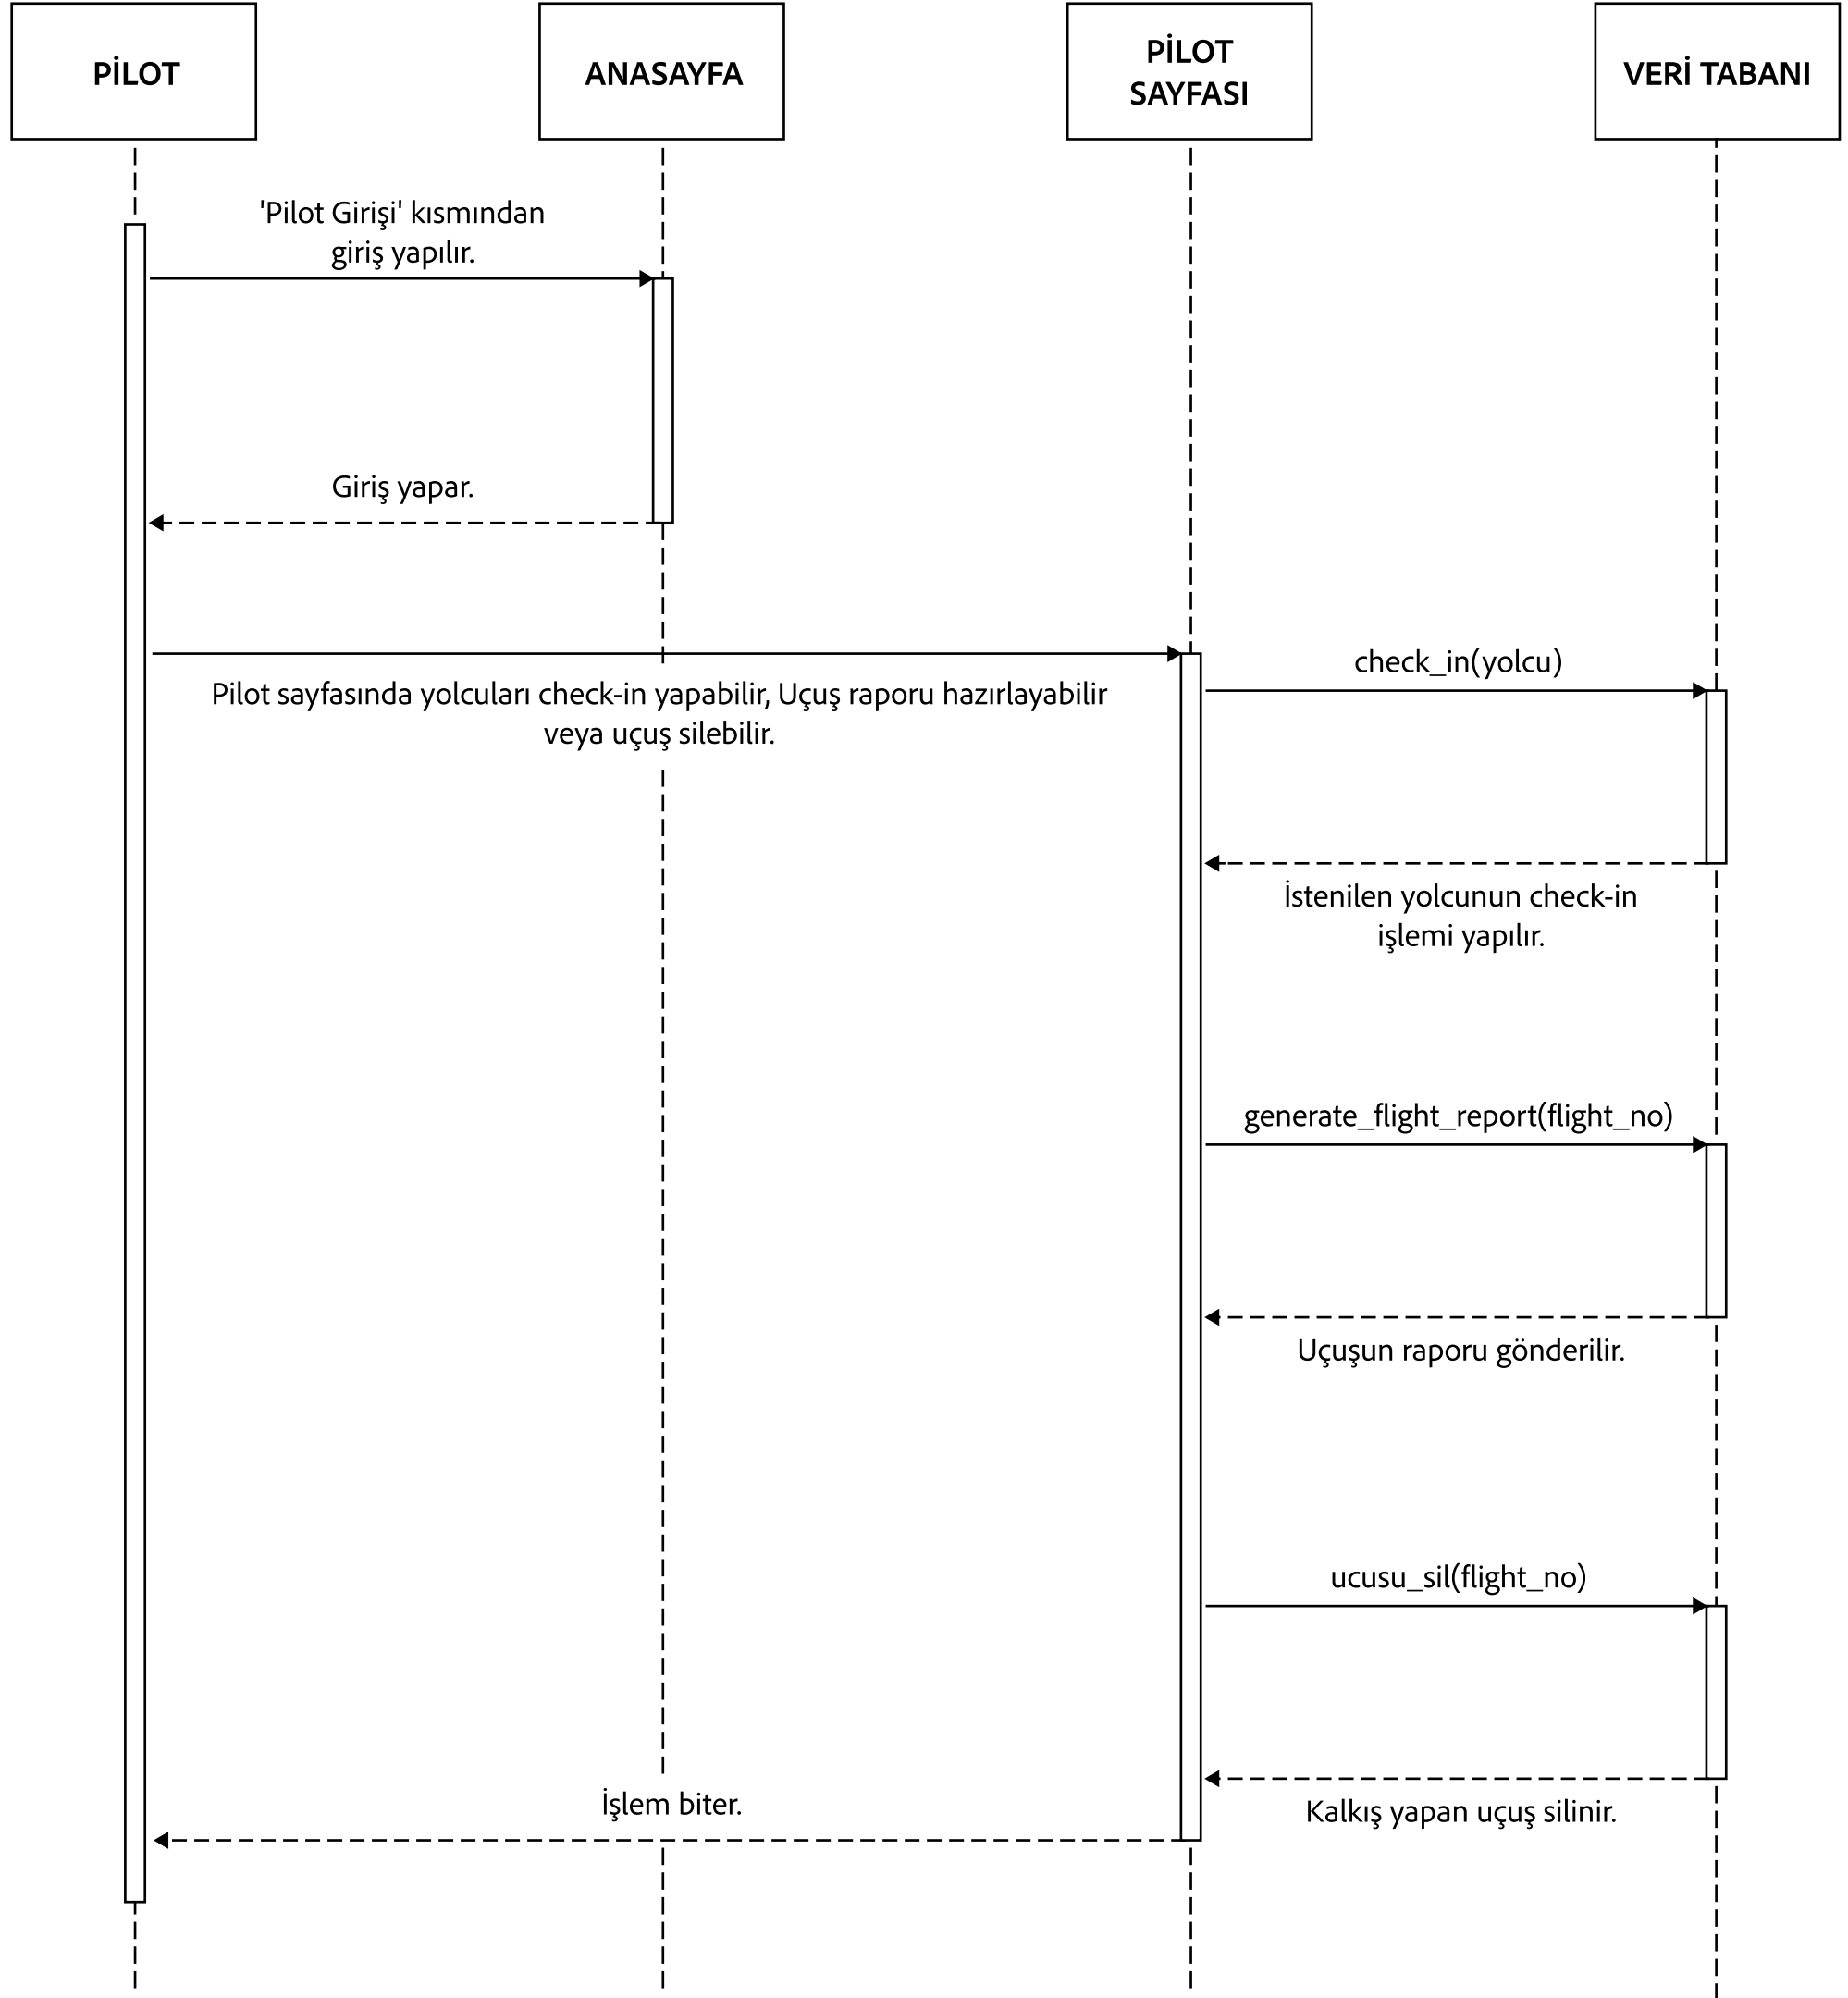 PİLOT
ANASAYFA
PİLOT
SAYFASI
VERİ TABANI
'Pilot Girişi' kısmından
giriş yapılır.
Giriş yapar.
check_in(yolcu)
Pilot sayfasında yolcuları check-in yapabilir, Uçuş raporu hazırlayabilir
veya uçuş silebilir.
İstenilen yolcunun check-in
işlemi yapılır.
generate_flight_report(flight_no)
Uçuşun raporu gönderilir.
ucusu_sil(flight_no)
İşlem biter.
Kalkış yapan uçuş silinir.